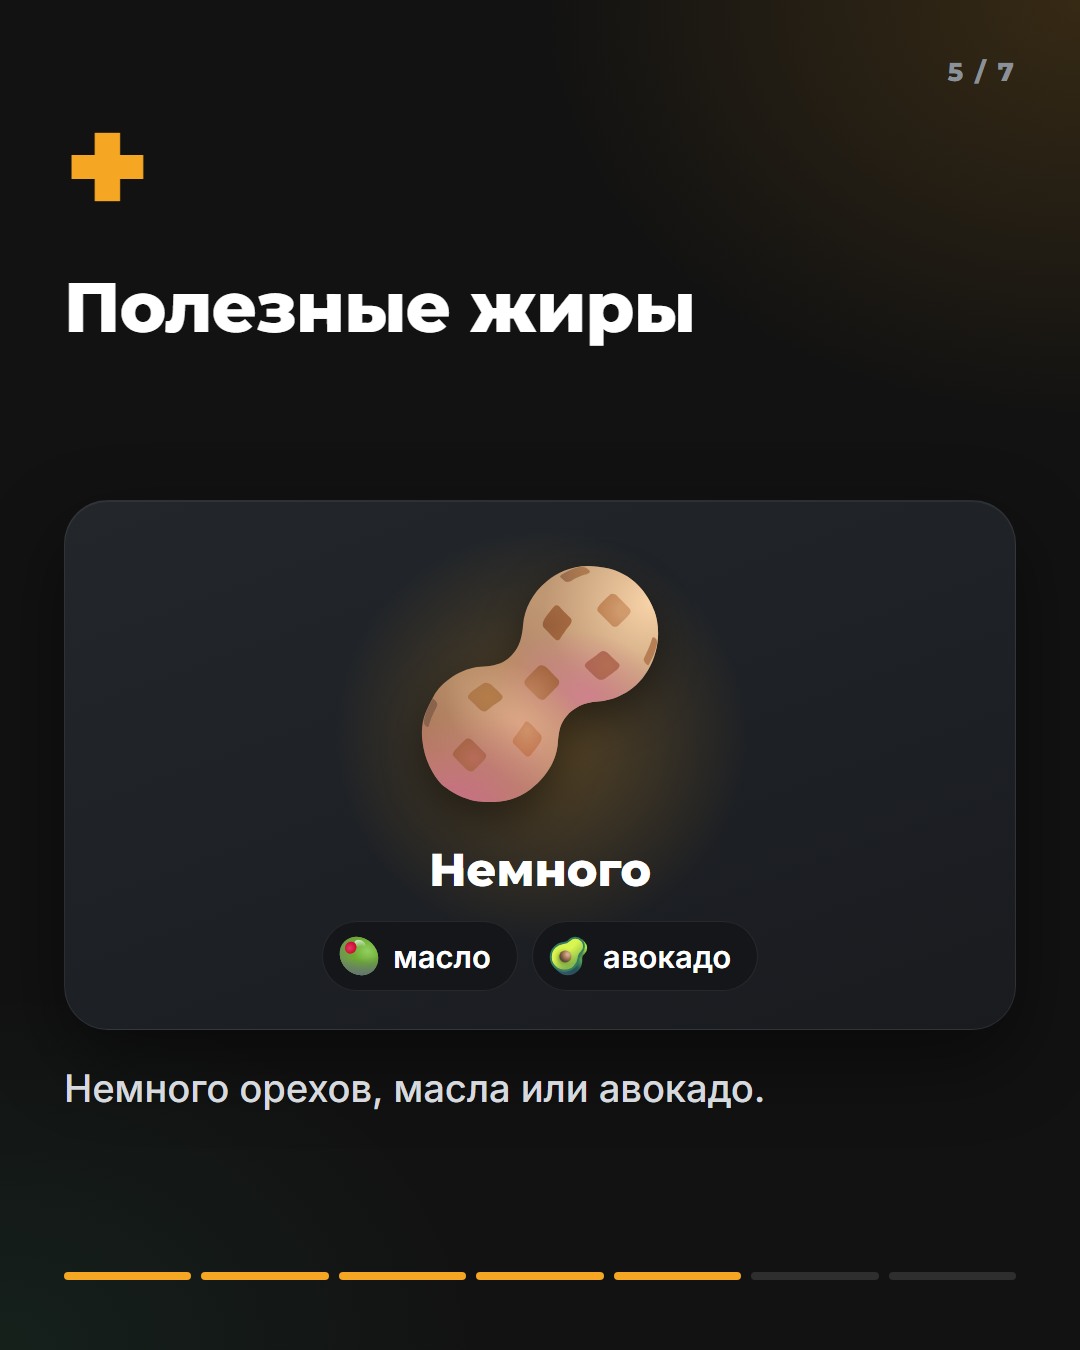 5 / 7
Полезные жиры
Немного
масло
авокадо
Немного орехов, масла или авокадо.